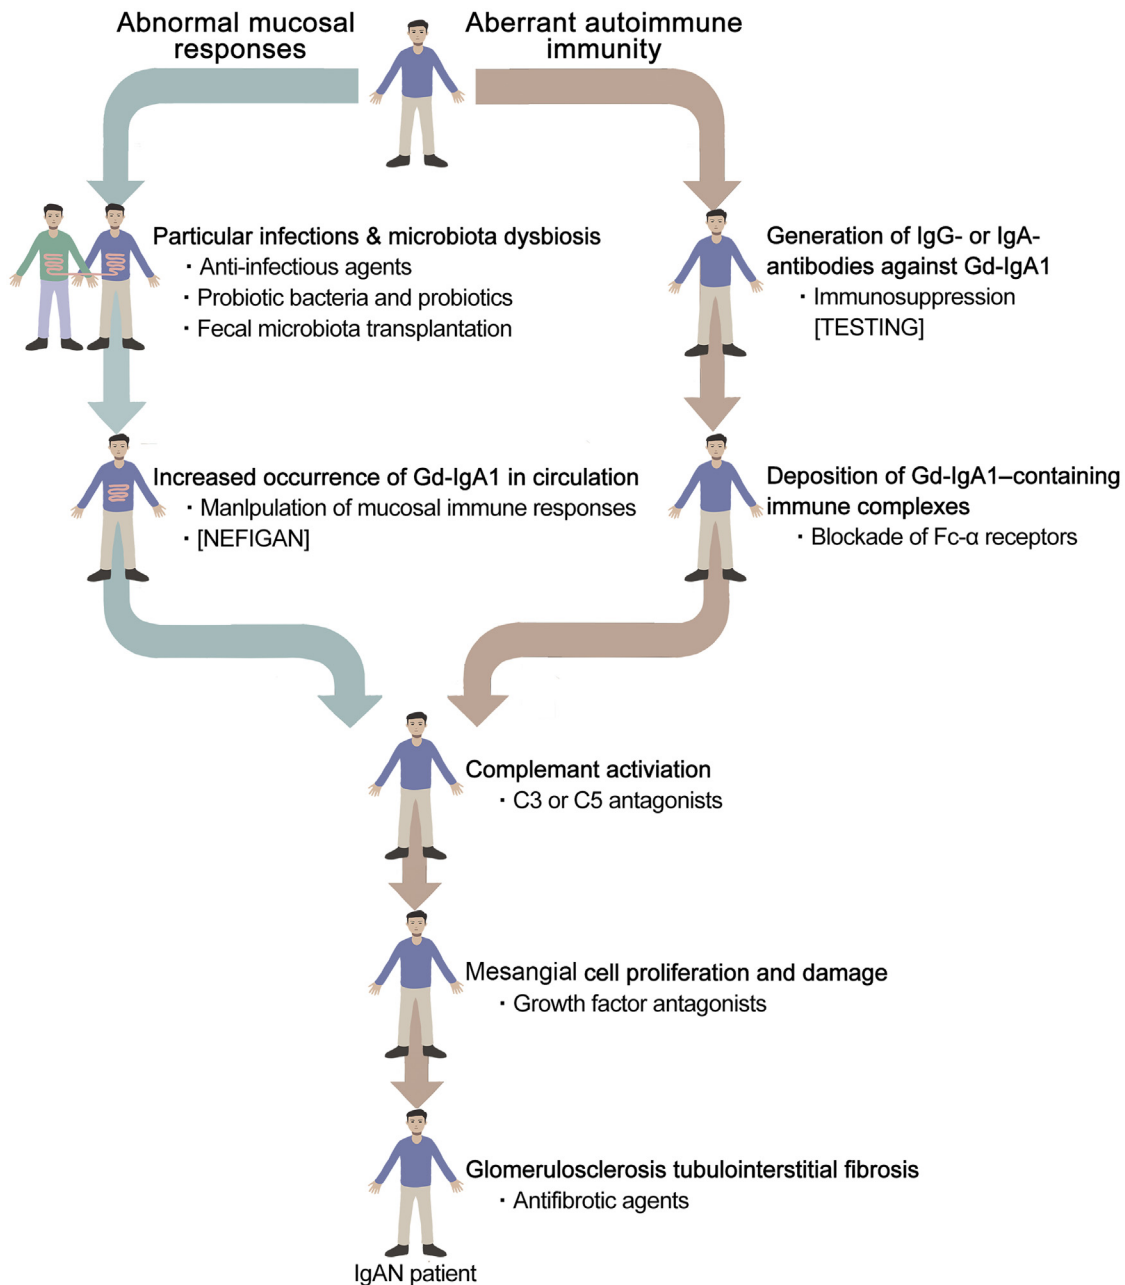 Abnormal mucosal
responses
Aberrant autoimmune
immunity
Particular infections & microbiota dysbiosis
· Anti-infectious agents
· Probiotic bacteria and probiotics
· Fecal microbiota transplantation
Generation of IgG- or IgA-
antibodies against Gd-IgA1
· Immunosuppression
[TESTING]
Increased occurrence of Gd-IgA1 in circulation
· Manlpulation of mucosal immune responses
· [NEFIGAN]
Deposition of Gd-IgA1–containing
immune complexes
· Blockade of Fc-α receptors
Complemant activiation
· C3 or C5 antagonists
Mesangial cell proliferation and damage
· Growth factor antagonists
Glomerulosclerosis tubulointerstitial fibrosis
· Antifibrotic agents
IgAN patient